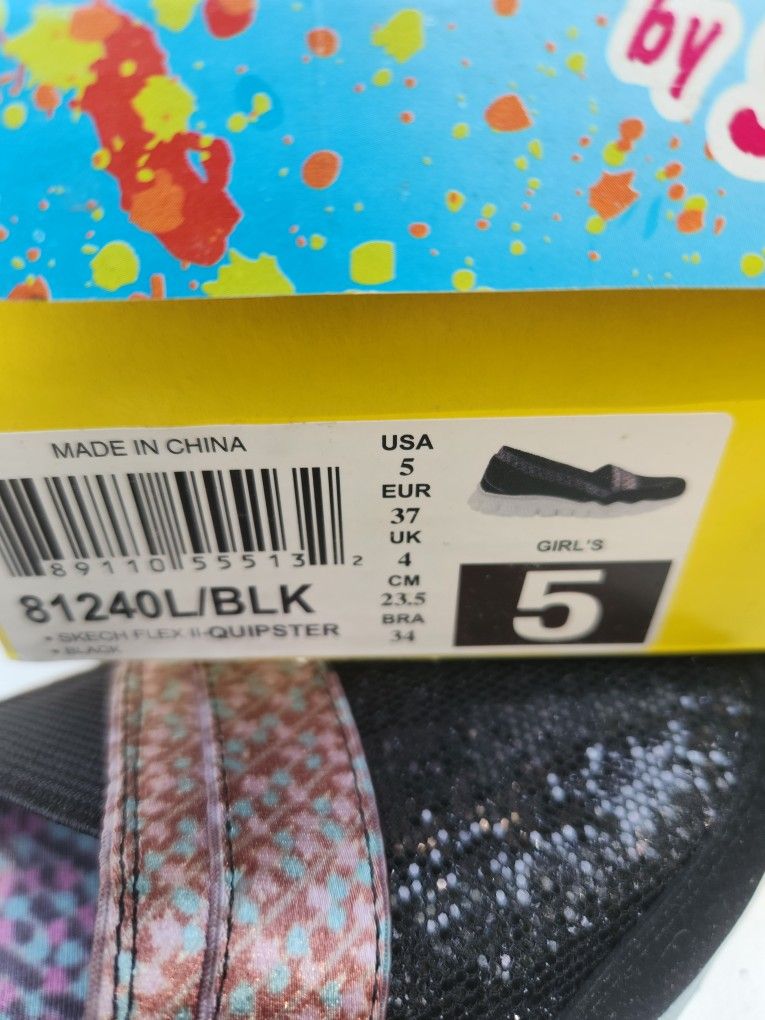 by
MADE IN CHINA
89110 55513 2
81240L/BLK
• SKECH FLEX II-QUIPSTER
• BLACK
USA
5
EUR
37
UK
4
CM
23.5
BRA
34
GIRL'S
5